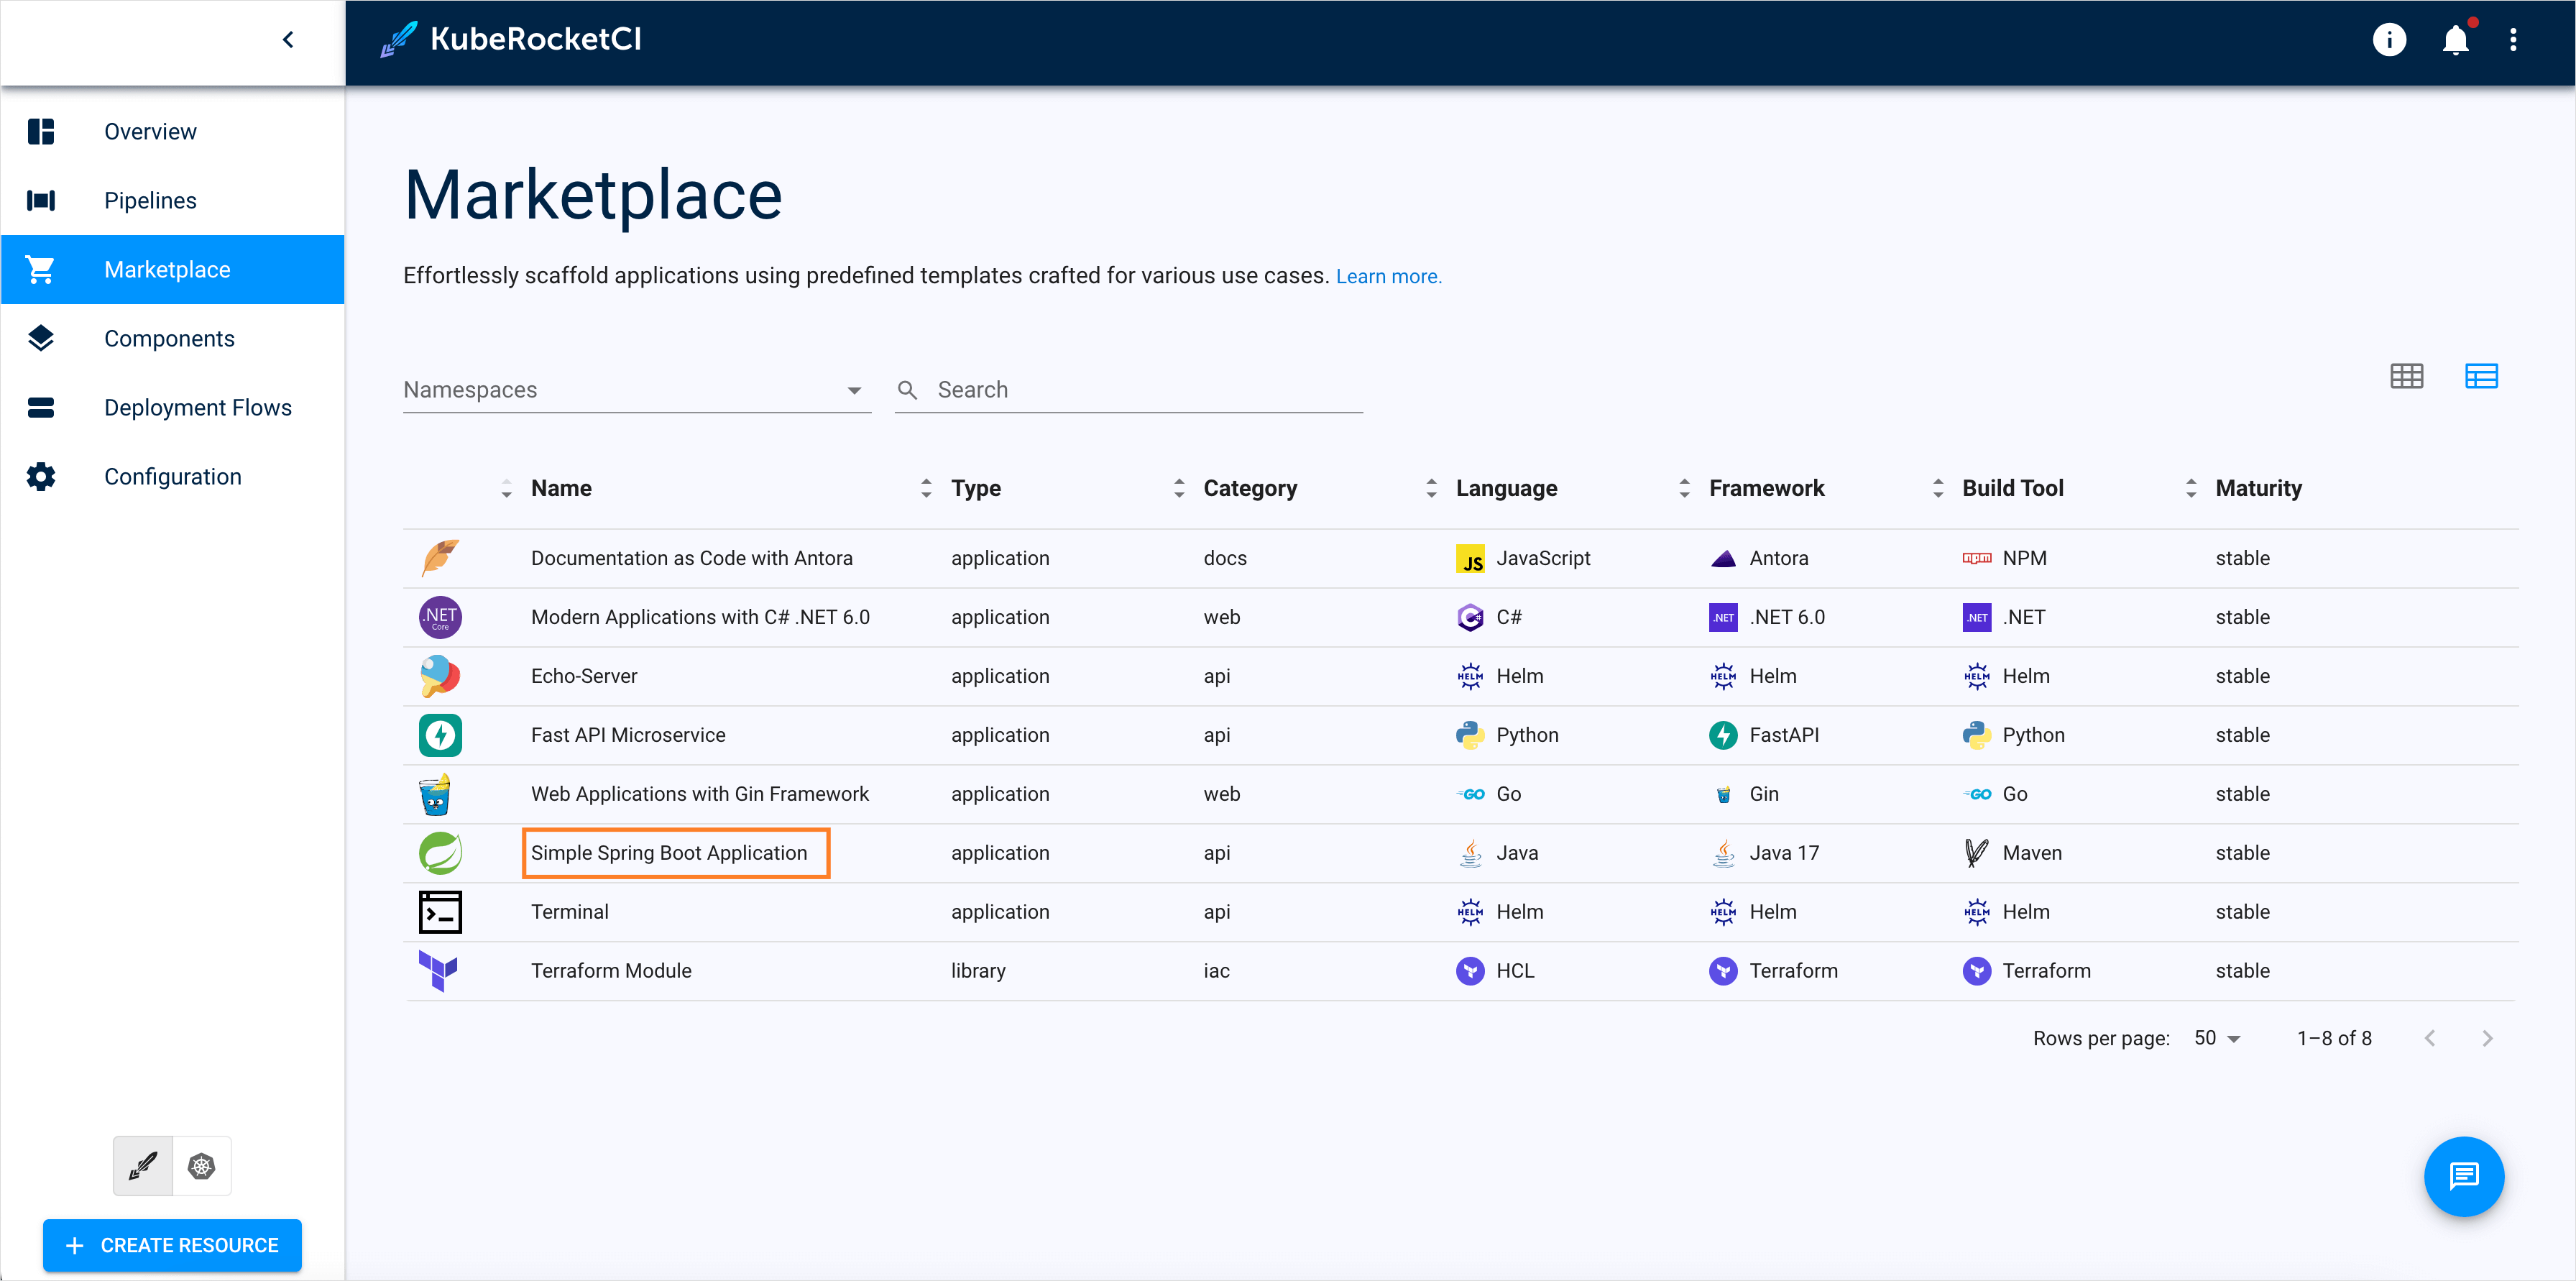 KubeRocketCI
Overview
Pipelines
Marketplace
Components
Deployment Flows
Configuration
CREATE RESOURCE
Marketplace
Effortlessly scaffold applications using predefined templates crafted for various use cases. Learn more.
Namespaces Search
Name Type Category Language Framework Build Tool Maturity
Documentation as Code with Antora application docs JS JavaScript Antora npm NPM stable
.NET Core Modern Applications with C# .NET 6.0 application web C# .NET .NET 6.0 .NET .NET stable
Echo-Server application api HELM Helm HELM Helm HELM Helm stable
Fast API Microservice application api Python FastAPI Python stable
Web Applications with Gin Framework application web GO Go Gin GO Go stable
Simple Spring Boot Application application api Java Java 17 Maven stable
Terminal application api HELM Helm HELM Helm HELM Helm stable
Terraform Module library iac HCL Terraform Terraform stable
Rows per page: 50 1–8 of 8